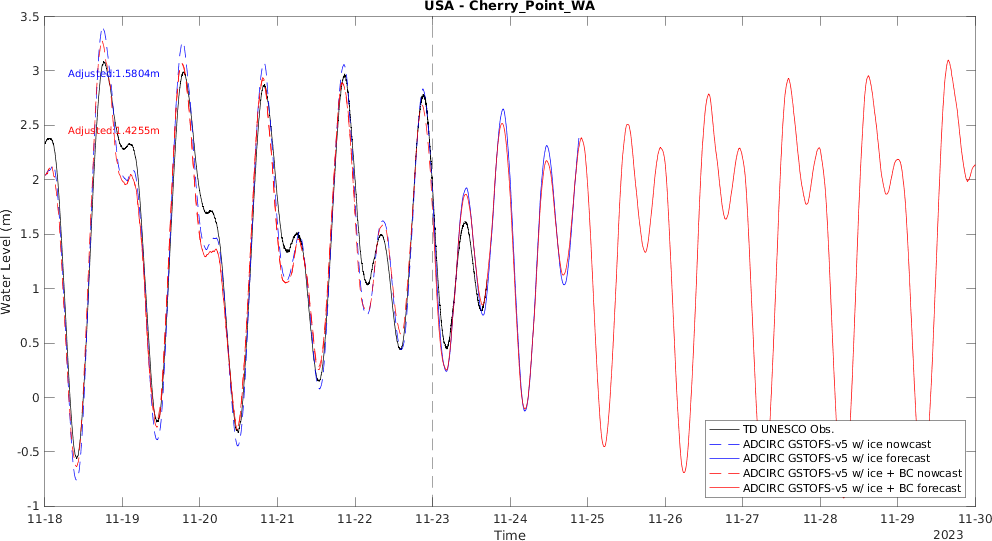 USA - Cherry_Point_WA
3.5
3
2.5
2
1.5
1
0.5
0
-0.5
-1
Water Level (m)
Adjusted:1.5804m
Adjusted:1.4255m
TD UNESCO Obs.
ADCIRC GSTOFS-v5 w/ ice nowcast
ADCIRC GSTOFS-v5 w/ ice forecast
ADCIRC GSTOFS-v5 w/ ice + BC nowcast
ADCIRC GSTOFS-v5 w/ ice + BC forecast
11-18 11-19 11-20 11-21 11-22 11-23 11-24 11-25 11-26 11-27 11-28 11-29 11-30
Time
2023